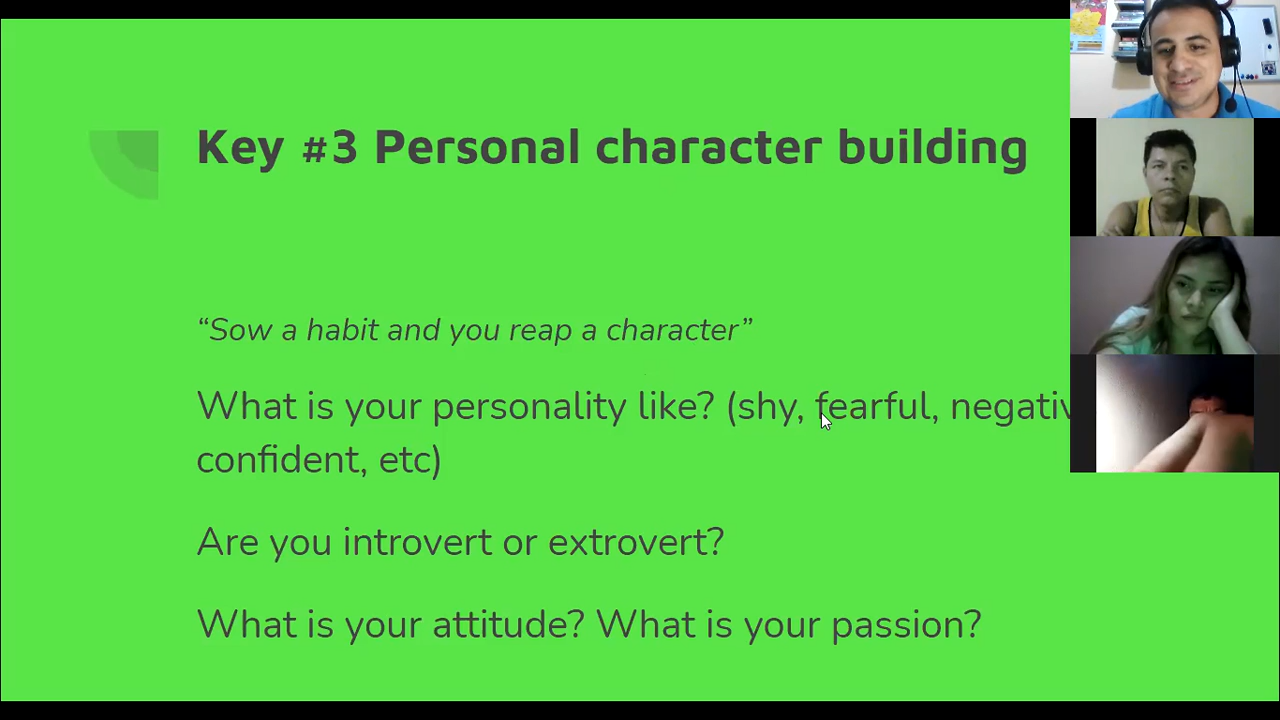 Key #3 Personal character building
“Sow a habit and you reap a character”
What is your personality like? (shy, fearful,
confident, etc)
Are you introvert or extrovert?
What is your attitude? What is your passion?